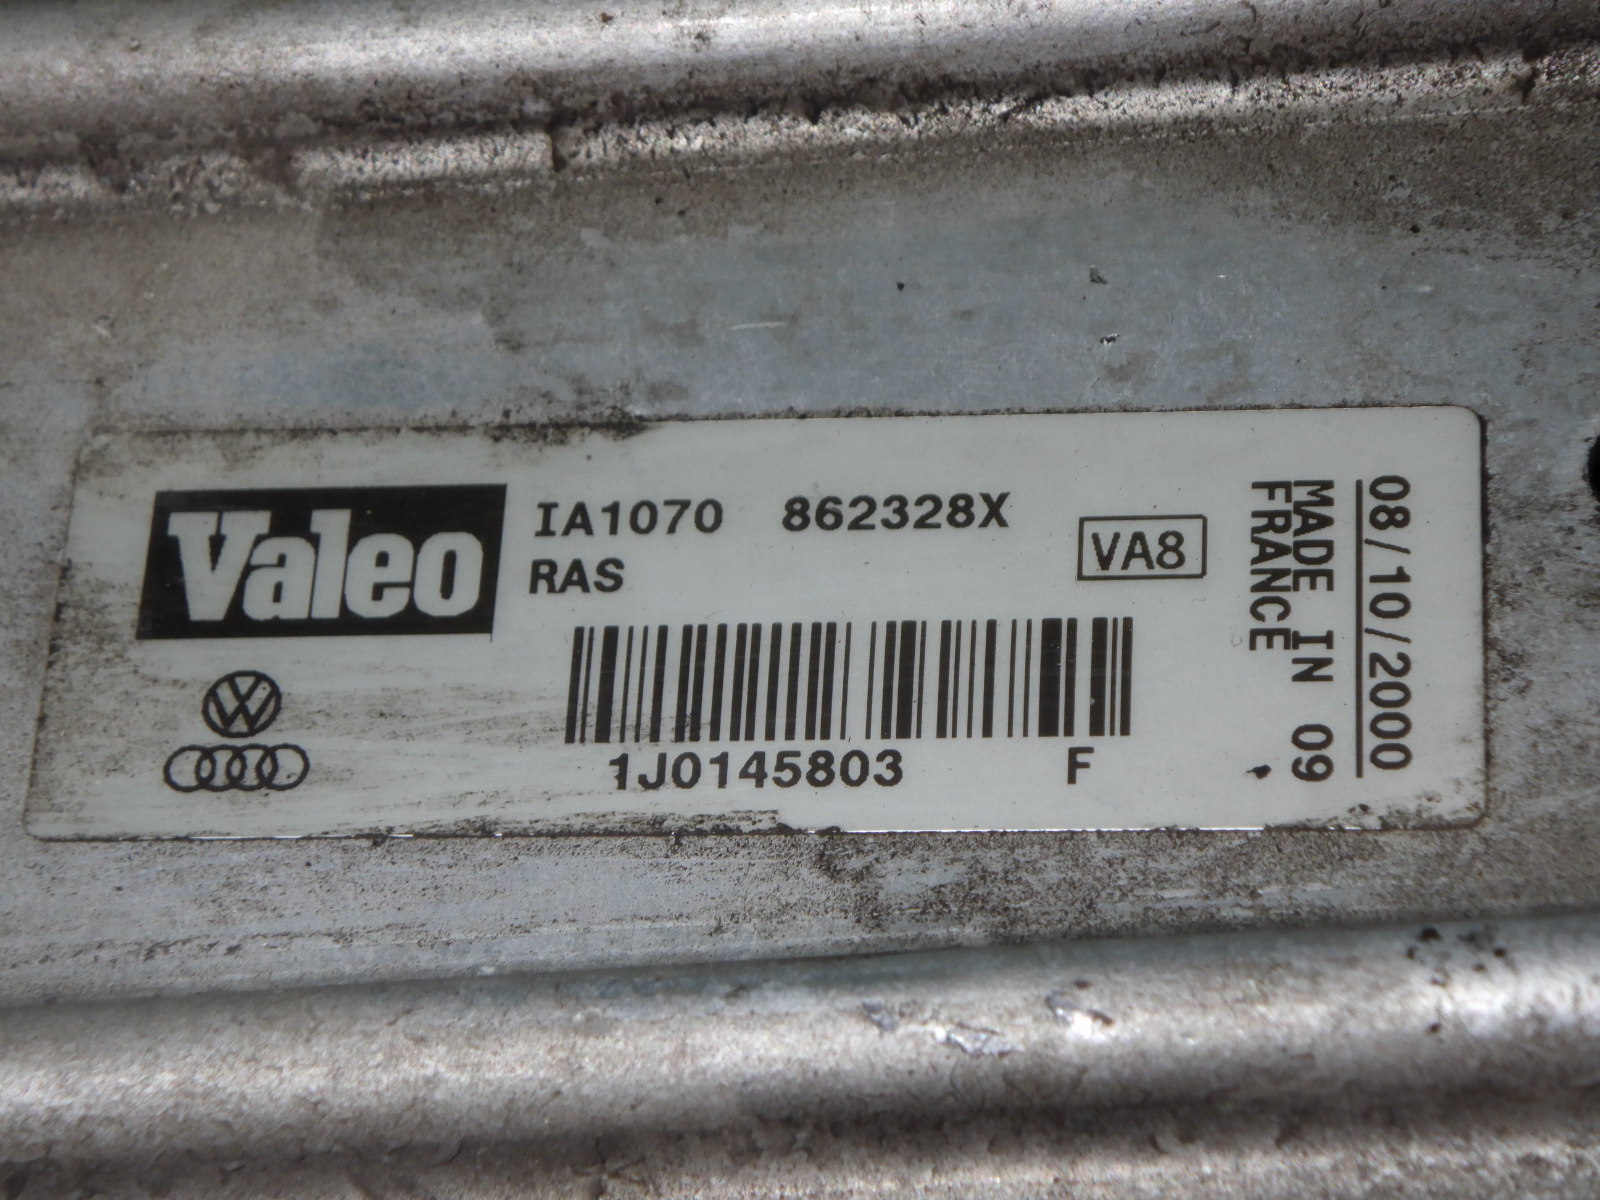 Valeo
IA1070 862328X
RAS
VA8
1J0145803 F
08/10/2000
MADE IN 09
FRANCE